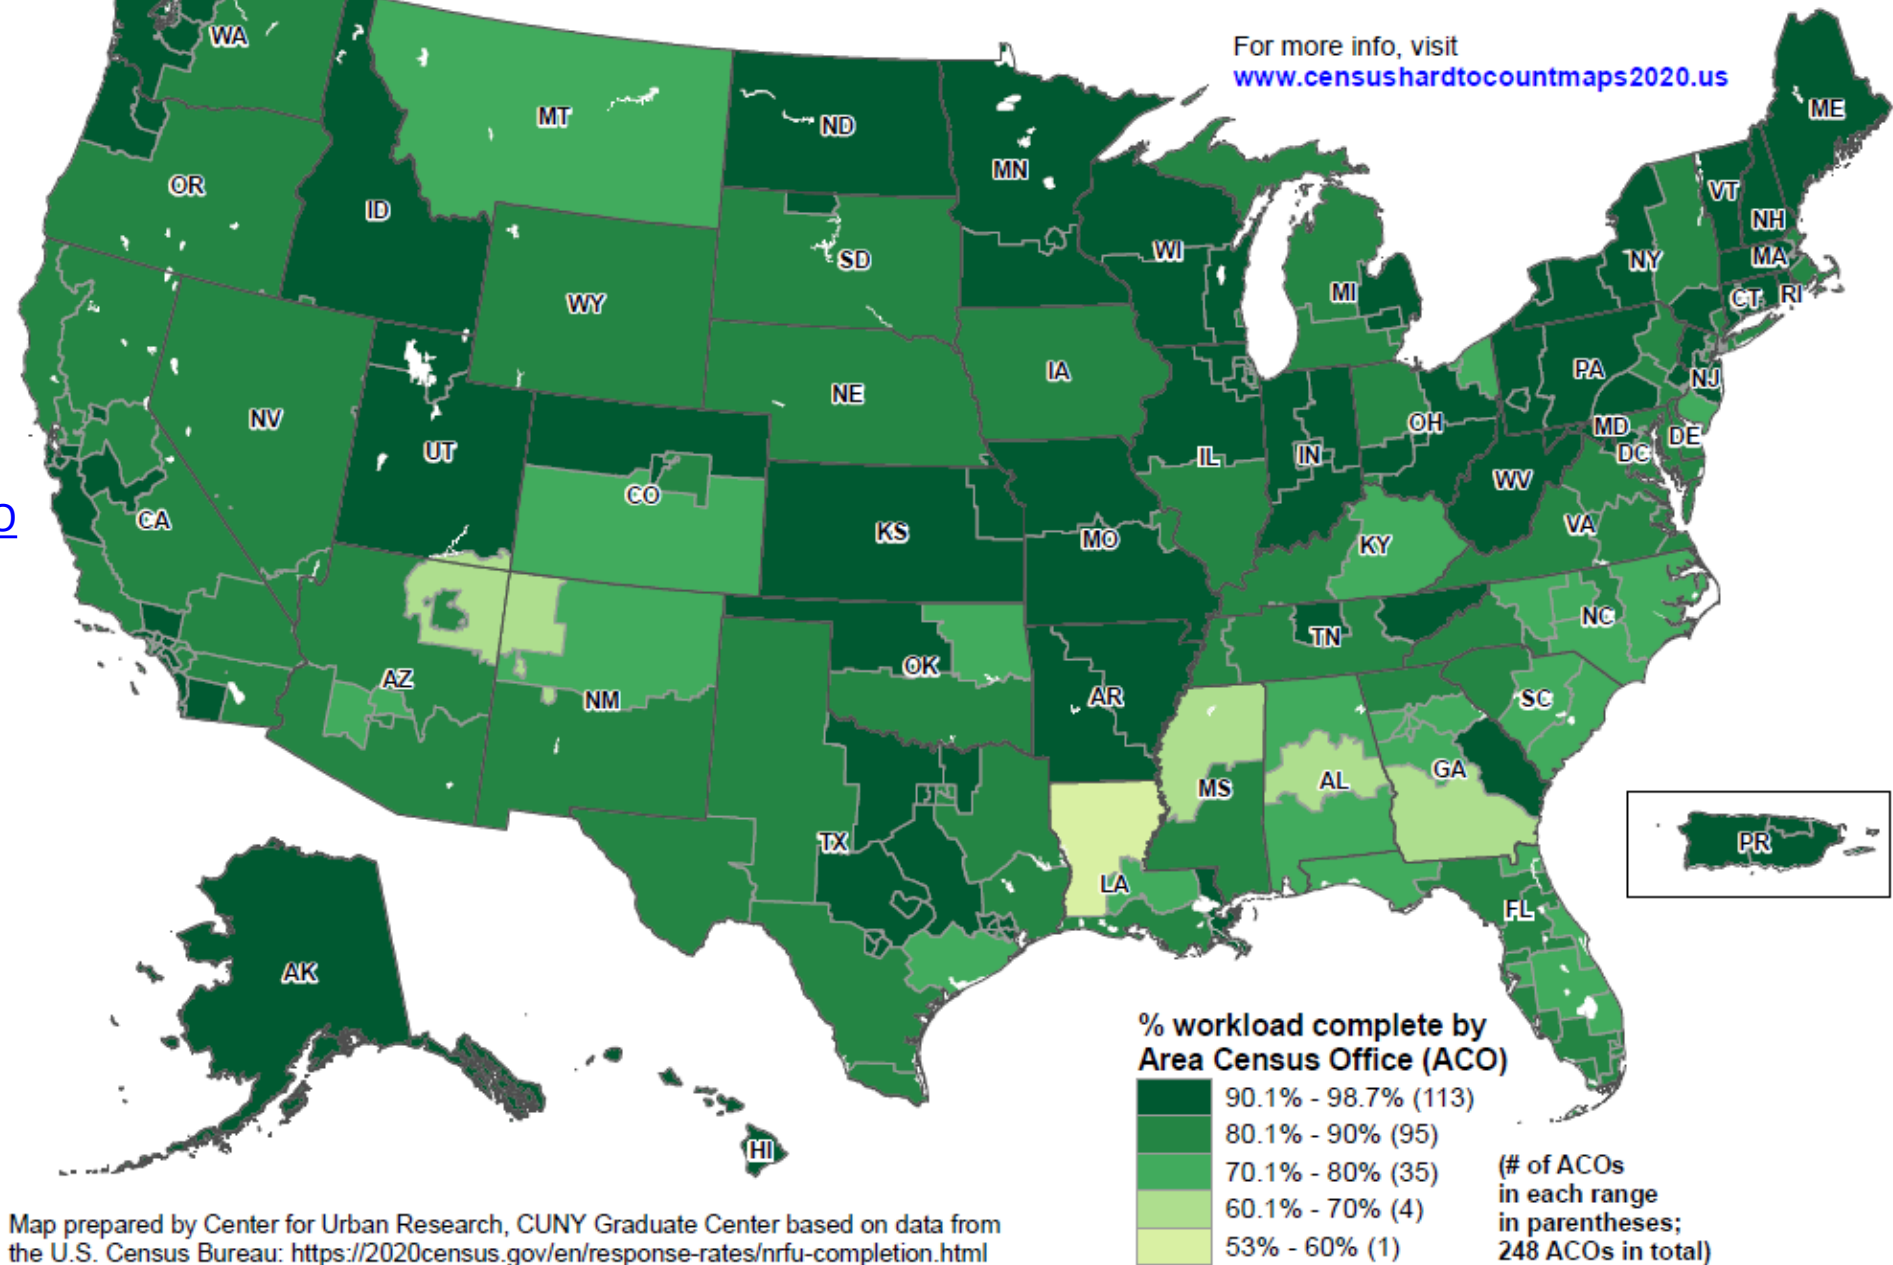 For more info, visit
www.censushardtocountmaps2020.us
WA
MT
ND
MN
ME
OR
ID
SD
WI
MI
NY
VT
NH
MA
CT
RI
WY
NV
UT
NE
IA
IL
IN
OH
PA
NJ
MD
DE
DC
WV
CA
CO
KS
MO
KY
VA
o
AZ
NM
OK
AR
TN
NC
SC
TX
LA
MS
AL
GA
FL
PR
AK
HI
% workload complete by
Area Census Office (ACO)
90.1% - 98.7% (113)
80.1% - 90% (95)
70.1% - 80% (35)
60.1% - 70% (4)
53% - 60% (1)
(# of ACOs
in each range
in parentheses;
248 ACOs in total)
Map prepared by Center for Urban Research, CUNY Graduate Center based on data from
the U.S. Census Bureau: https://2020census.gov/en/response-rates/nrfu-completion.html